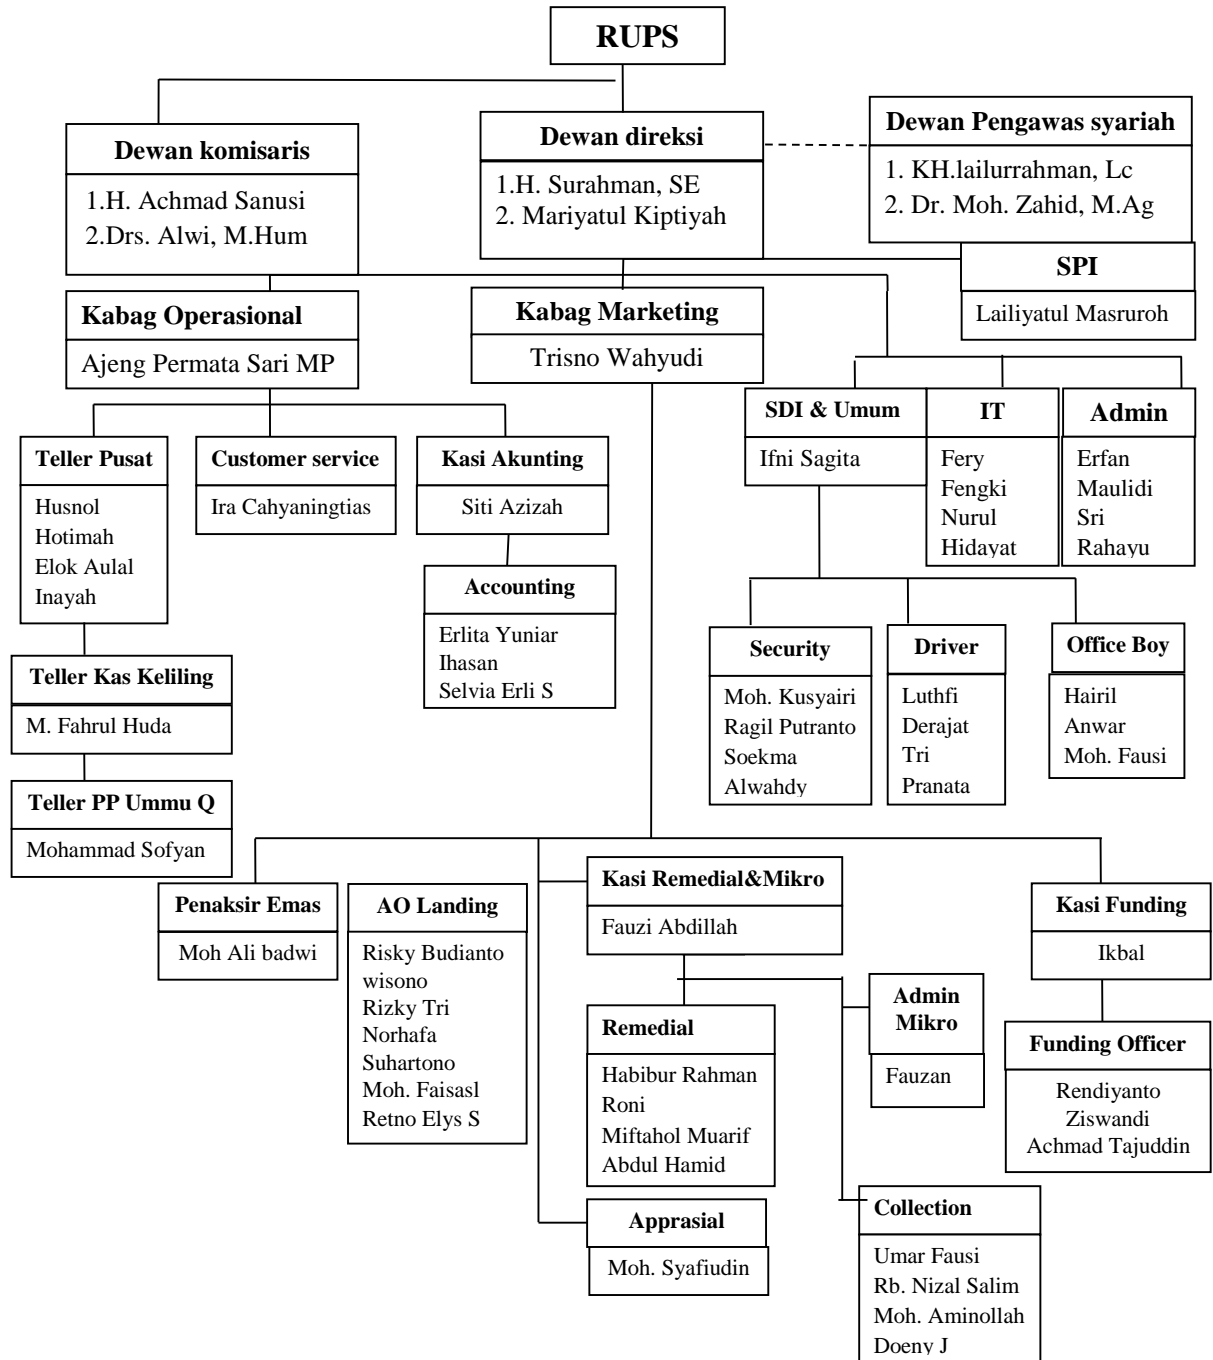 RUPS
Dewan komisaris
1.H. Achmad Sanusi
2.Drs. Alwi, M.Hum
Dewan direksi
1.H. Surahman, SE
2. Mariyatul Kiptiyah
Dewan Pengawas syariah
1. KH.lailurrahman, Lc
2. Dr. Moh. Zahid, M.Ag
SPI
Lailiyatul Masruroh
Kabag Operasional
Ajeng Permata Sari MP
Kabag Marketing
Trisno Wahyudi
SDI & Umum
Ifni Sagita
IT
Fery
Fengki
Nurul
Hidayat
Admin
Erfan
Maulidi
Sri
Rahayu
Teller Pusat
Husnol
Hotimah
Elok Aulal
Inayah
Customer service
Ira Cahyaningtias
Kasi Akunting
Siti Azizah
Accounting
Erlita Yuniar
Ihasan
Selvia Erli S
Security
Moh. Kusyairi
Ragil Putranto
Soekma
Alwahdy
Driver
Luthfi
Derajat
Tri
Pranata
Office Boy
Hairil
Anwar
Moh. Fausi
Teller Kas Keliling
M. Fahrul Huda
Teller PP Ummu Q
Mohammad Sofyan
Penaksir Emas
Moh Ali badwi
AO Landing
Risky Budianto
wisono
Rizky Tri
Norhafa
Suhartono
Moh. Faisasl
Retno Elys S
Kasi Remedial&Mikro
Fauzi Abdillah
Remedial
Habibur Rahman
Roni
Miftahol Muarif
Abdul Hamid
Admin
Mikro
Fauzan
Kasi Funding
Ikbal
Funding Officer
Rendiyanto
Ziswandi
Achmad Tajuddin
Apprasial
Moh. Syafiudin
Collection
Umar Fausi
Rb. Nizal Salim
Moh. Aminollah
Doeny J